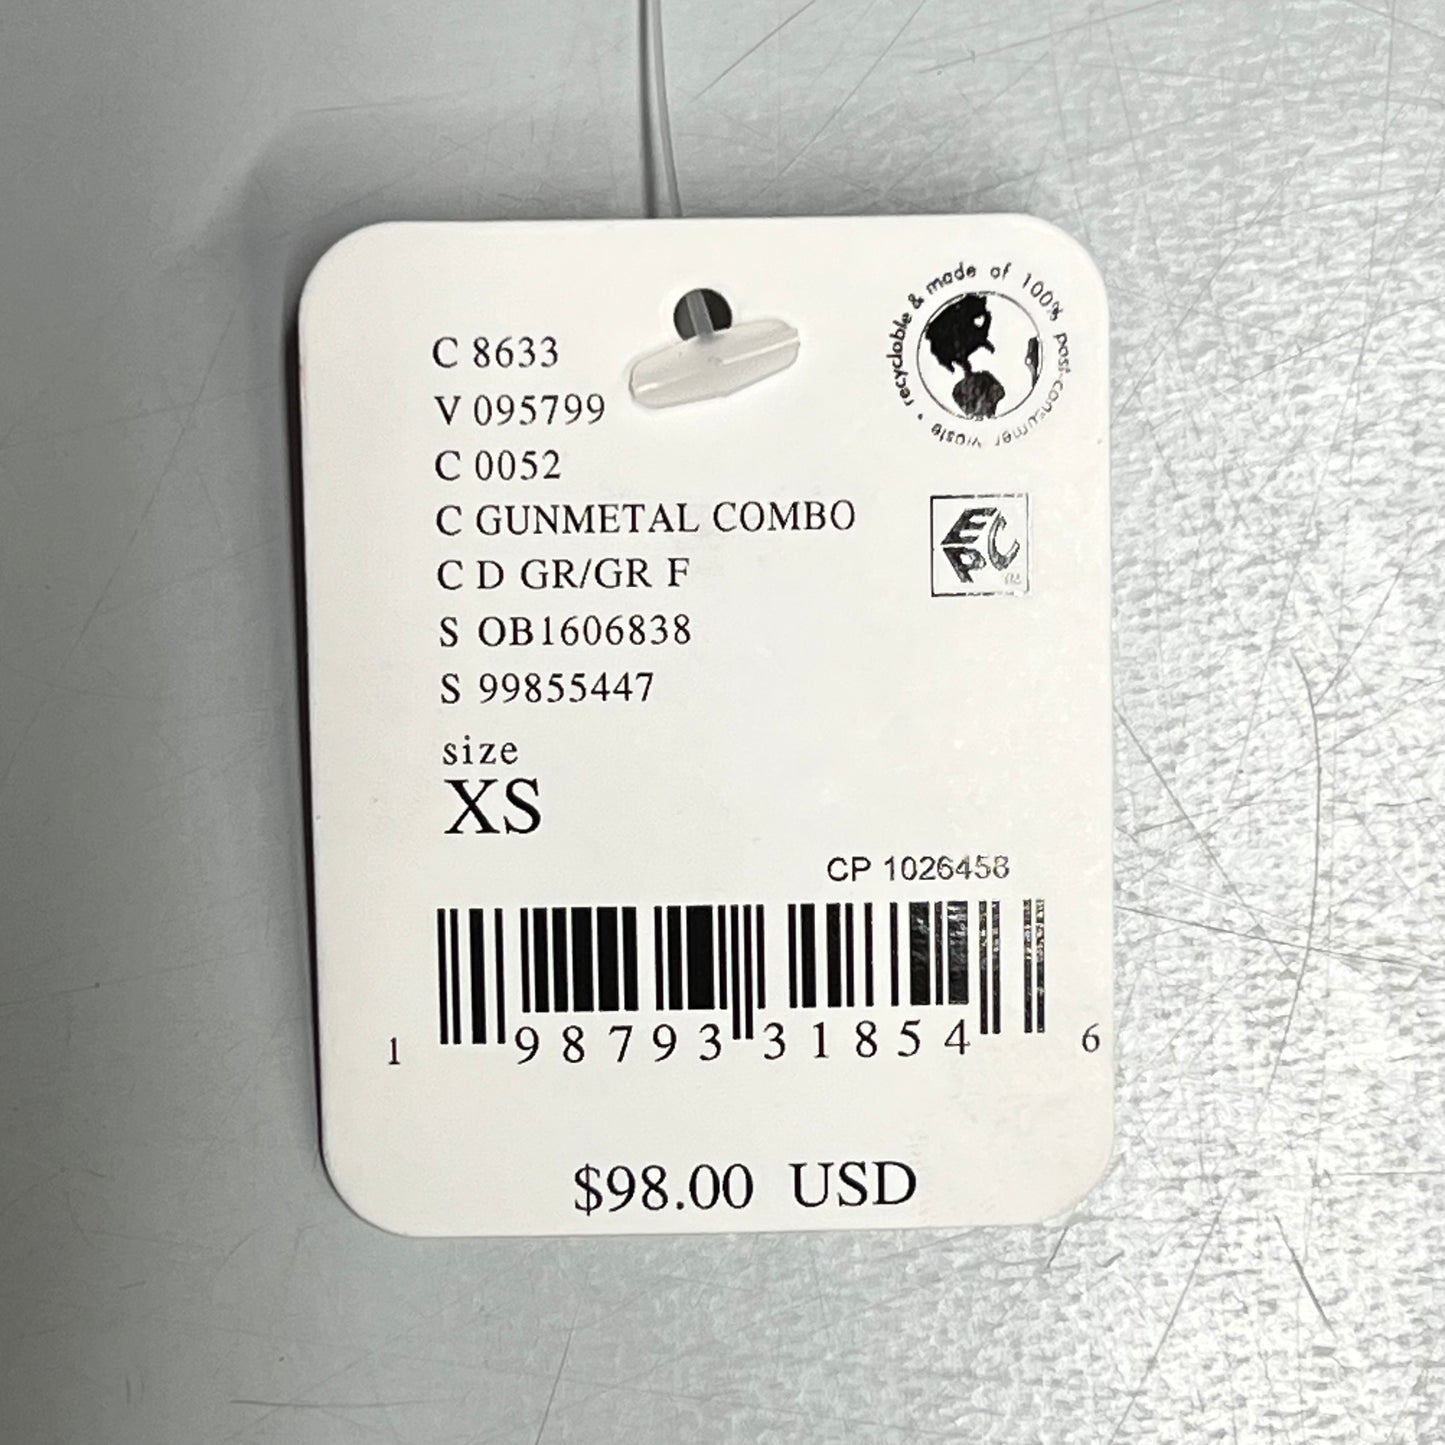 recyclable & made of 100% post-consumer waste •
C 8633
V 095799
C 0052
C GUNMETAL COMBO
EPC
C D GR/GR F
S OB1606838
S 99855447
size
XS
CP 1026458
1 98793 31854 6
$98.00 USD